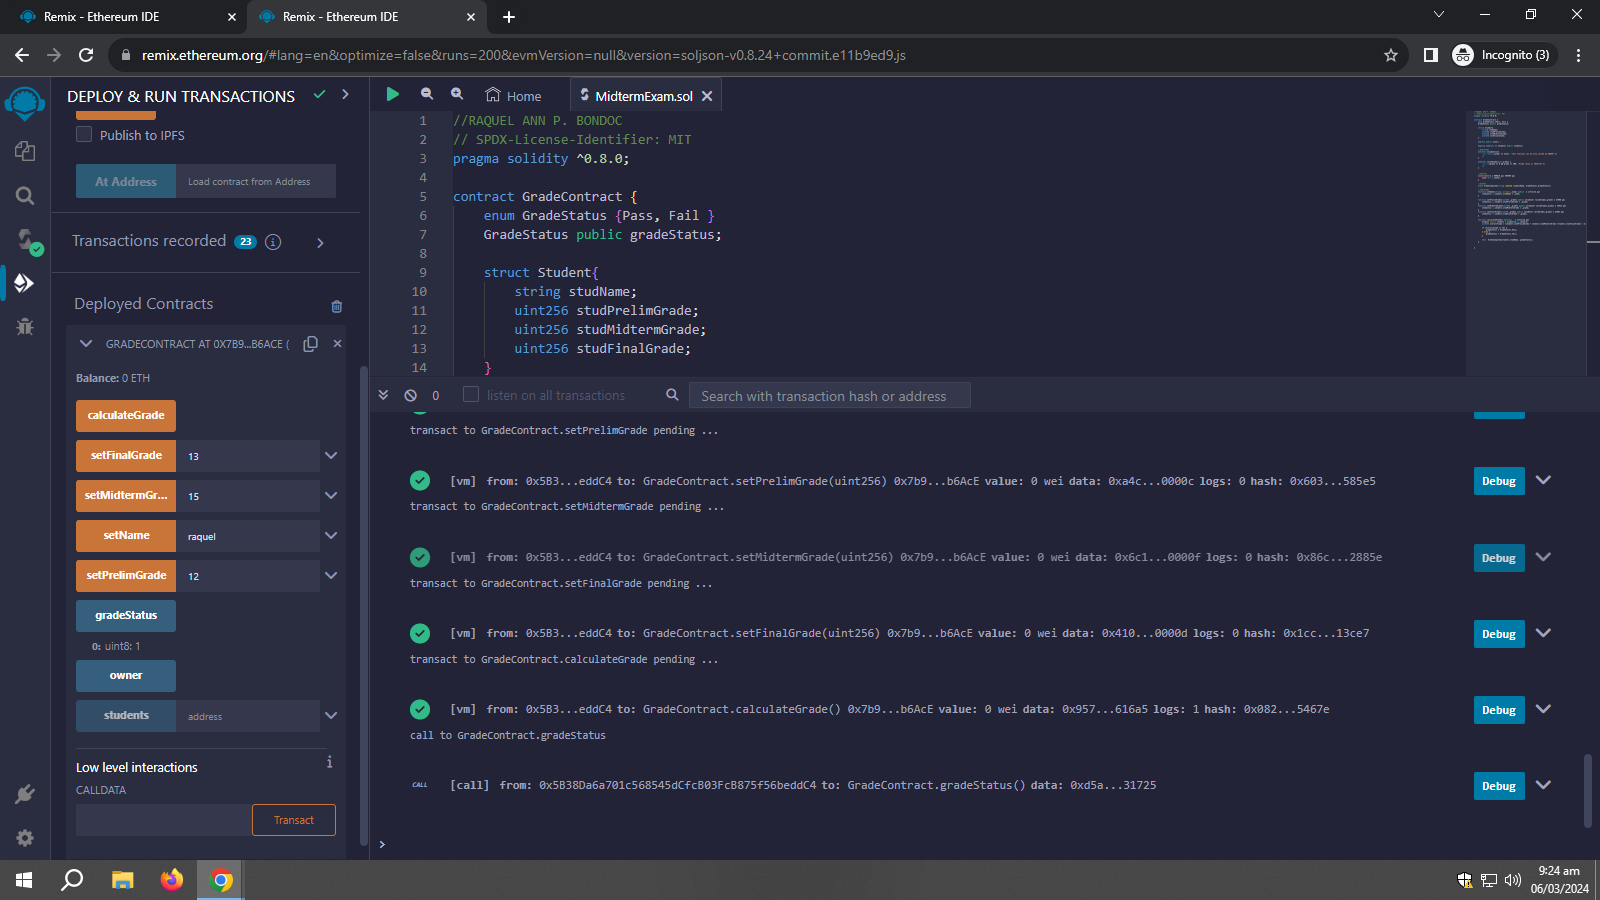 Remix - Ethereum IDE
Remix - Ethereum IDE
remix.ethereum.org/#lang=en&optimize=false&runs=200&evmVersion=null&version=soljson-v0.8.24+commit.e11b9ed9.js
Incognito (3)
DEPLOY & RUN TRANSACTIONS
Publish to IPFS
At Address
Load contract from Address
Transactions recorded 23 i
Deployed Contracts
GRADECONTRACT AT 0X7B9...B6ACE (
Balance: 0 ETH
calculateGrade
setFinalGrade 13
setMidtermGr... 15
setName raquel
setPrelimGrade 12
gradeStatus
0: uint8: 1
owner
students address
Low level interactions i
CALLDATA
Transact
Home
MidtermExam.sol
1 //RAQUEL ANN P. BONDOC
2 // SPDX-License-Identifier: MIT
3 pragma solidity ^0.8.0;
4
5 contract GradeContract {
6 enum GradeStatus {Pass, Fail }
7 GradeStatus public gradeStatus;
8
9 struct Student{
10 string studName;
11 uint256 studPrelimGrade;
12 uint256 studMidtermGrade;
13 uint256 studFinalGrade;
14 }
0 listen on all transactions Search with transaction hash or address
transact to GradeContract.setPrelimGrade pending ...
[vm] from: 0x5B3...eddC4 to: GradeContract.setPrelimGrade(uint256) 0x7b9...b6AcE value: 0 wei data: 0xa4c...0000c logs: 0 hash: 0x603...585e5 Debug
transact to GradeContract.setMidtermGrade pending ...
[vm] from: 0x5B3...eddC4 to: GradeContract.setMidtermGrade(uint256) 0x7b9...b6AcE value: 0 wei data: 0x6c1...0000f logs: 0 hash: 0x86c...2885e Debug
transact to GradeContract.setFinalGrade pending ...
[vm] from: 0x5B3...eddC4 to: GradeContract.setFinalGrade(uint256) 0x7b9...b6AcE value: 0 wei data: 0x410...0000d logs: 0 hash: 0x1cc...13ce7 Debug
transact to GradeContract.calculateGrade pending ...
[vm] from: 0x5B3...eddC4 to: GradeContract.calculateGrade() 0x7b9...b6AcE value: 0 wei data: 0x957...616a5 logs: 1 hash: 0x082...5467e Debug
call to GradeContract.gradeStatus
CALL [call] from: 0x5B38Da6a701c568545dCfcB03FcB875f56beddC4 to: GradeContract.gradeStatus() data: 0xd5a...31725 Debug
>
9:24 am
06/03/2024